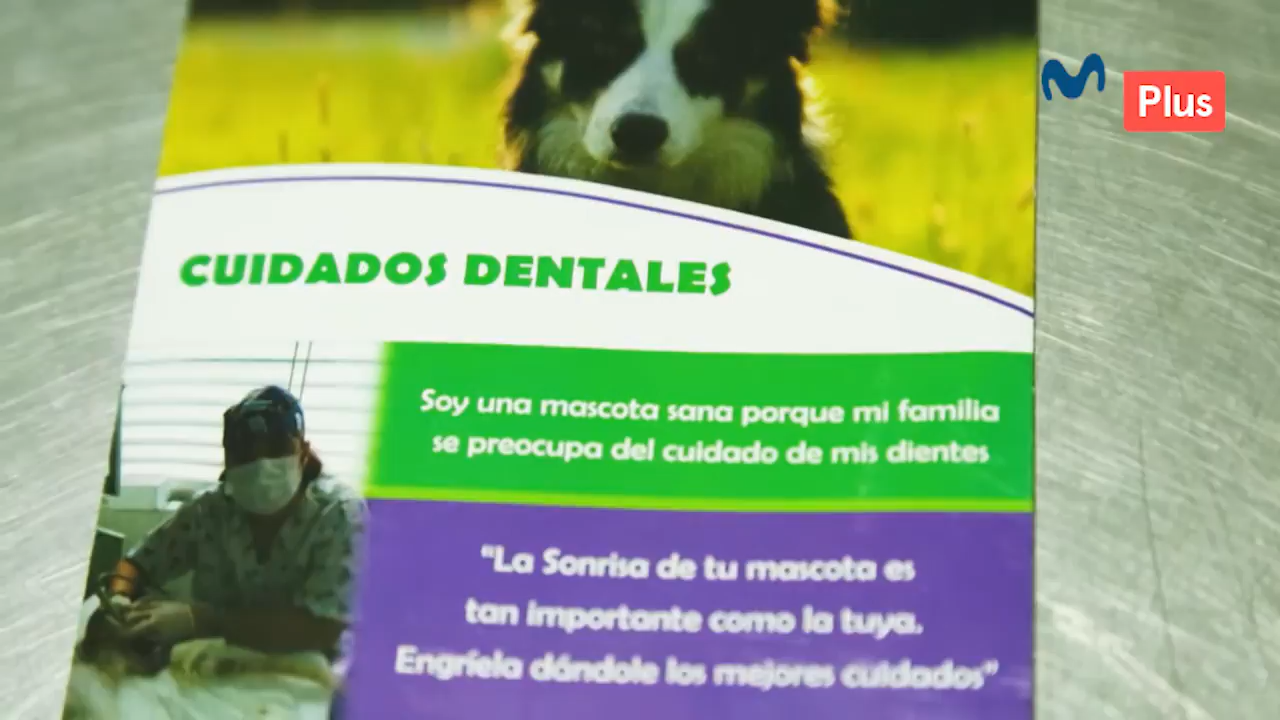 Plus
CUIDADOS DENTALES
Soy una mascota sana porque mi familia
se preocupa del cuidado de mis dientes
"La Sonrisa de tu mascota es
tan importante como la tuya.
Engríela dándole los mejores cuidados"